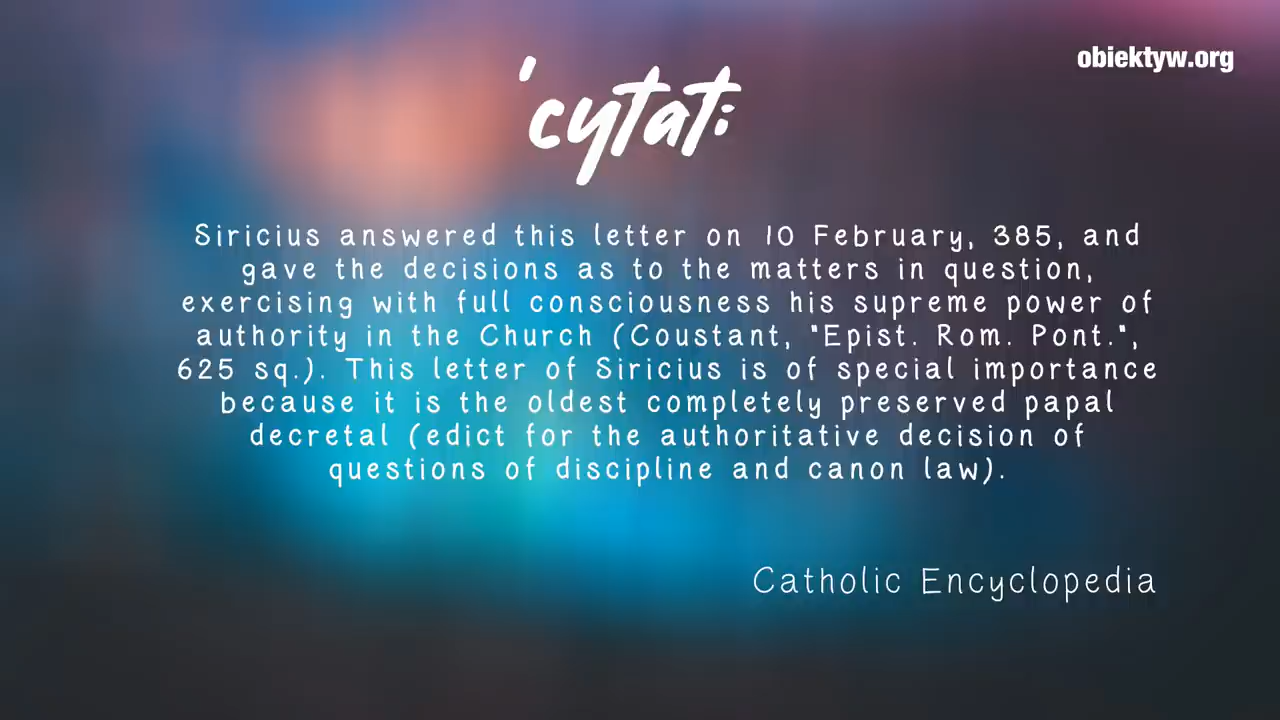 obiektyw.org
'cytat:
Siricius answered this letter on 10 February, 385, and
gave the decisions as to the matters in question,
exercising with full consciousness his supreme power of
authority in the Church (Coustant, "Epist. Rom. Pont.",
625 sq.). This letter of Siricius is of special importance
because it is the oldest completely preserved papal
decretal (edict for the authoritative decision of
questions of discipline and canon law).
Catholic Encyclopedia